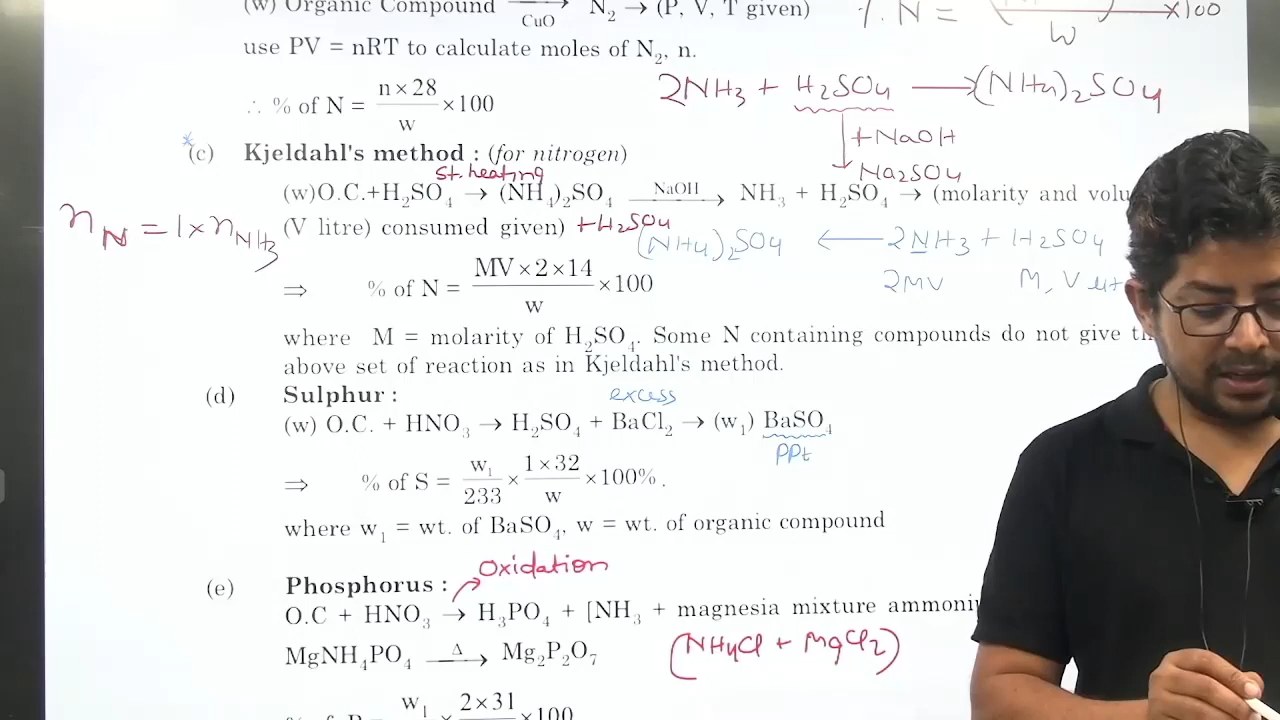 (w) Organic Compound ⟶ N₂ → (P, V, T given)
CuO
% N = ×100
w
use PV = nRT to calculate moles of N₂, n.
∴ % of N = n×28/w ×100
2NH₃ + H₂SO₄ ⟶ (NH₄)₂SO₄
+NaOH
Na₂SO₄
*(c) Kjeldahl's method : (for nitrogen)
st. heating
(w)O.C.+H₂SO₄ → (NH₄)₂SO₄ —NaOH→ NH₃ + H₂SO₄ → (molarity and
n_N = 1 × n_NH₃
(V litre) consumed given) +H₂SO₄
(NH₄)₂SO₄ ⟵ 2NH₃ + H₂SO₄
2MV M, V
⇒ % of N = MV×2×14/w ×100
where M = molarity of H₂SO₄. Some N containing compounds do not give
above set of reaction as in Kjeldahl's method.
(d) Sulphur :
excess
(w) O.C. + HNO₃ → H₂SO₄ + BaCl₂ → (w₁) BaSO₄
ppt
⇒ % of S = w₁/233 × 1×32/w ×100%.
where w₁ = wt. of BaSO₄, w = wt. of organic compound
Oxidation
(e) Phosphorus :
O.C + HNO₃ → H₃PO₄ + [NH₃ + magnesia mixture
(NH₄Cl + MgCl₂)
MgNH₄PO₄ —Δ→ Mg₂P₂O₇
w₁ × 2×31 ×100